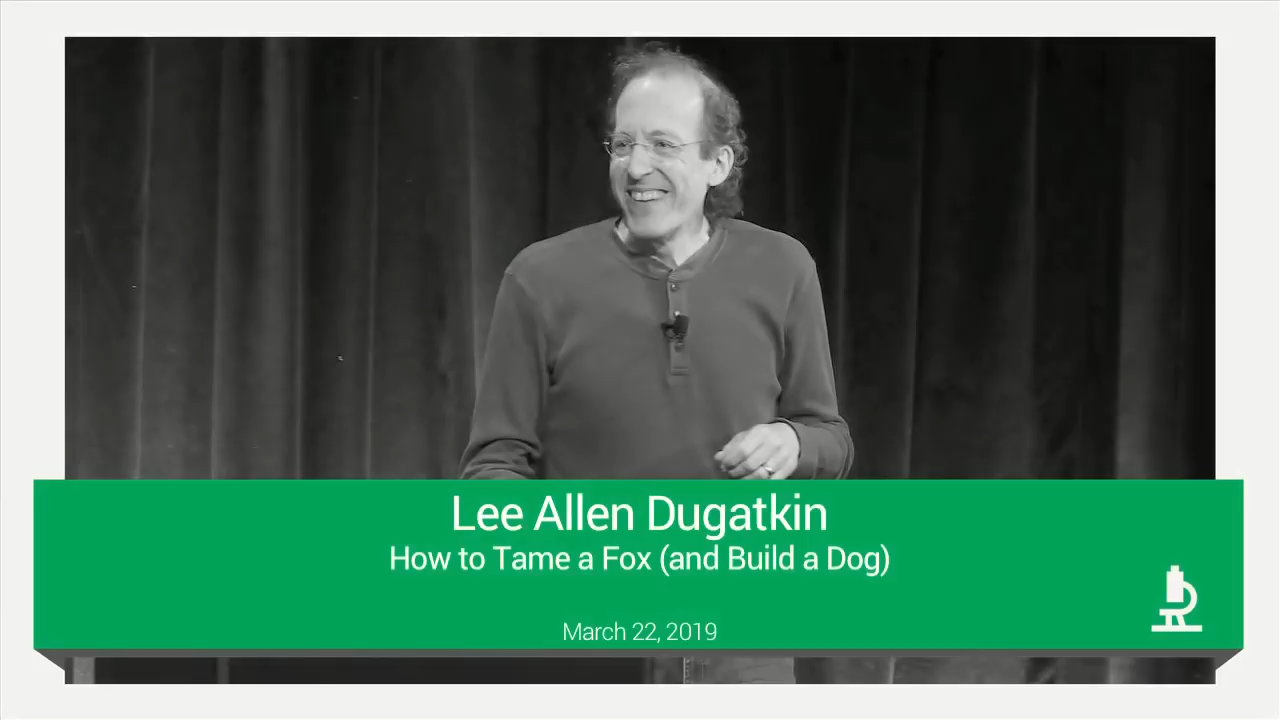 Lee Allen Dugatkin
How to Tame a Fox (and Build a Dog)
March 22, 2019